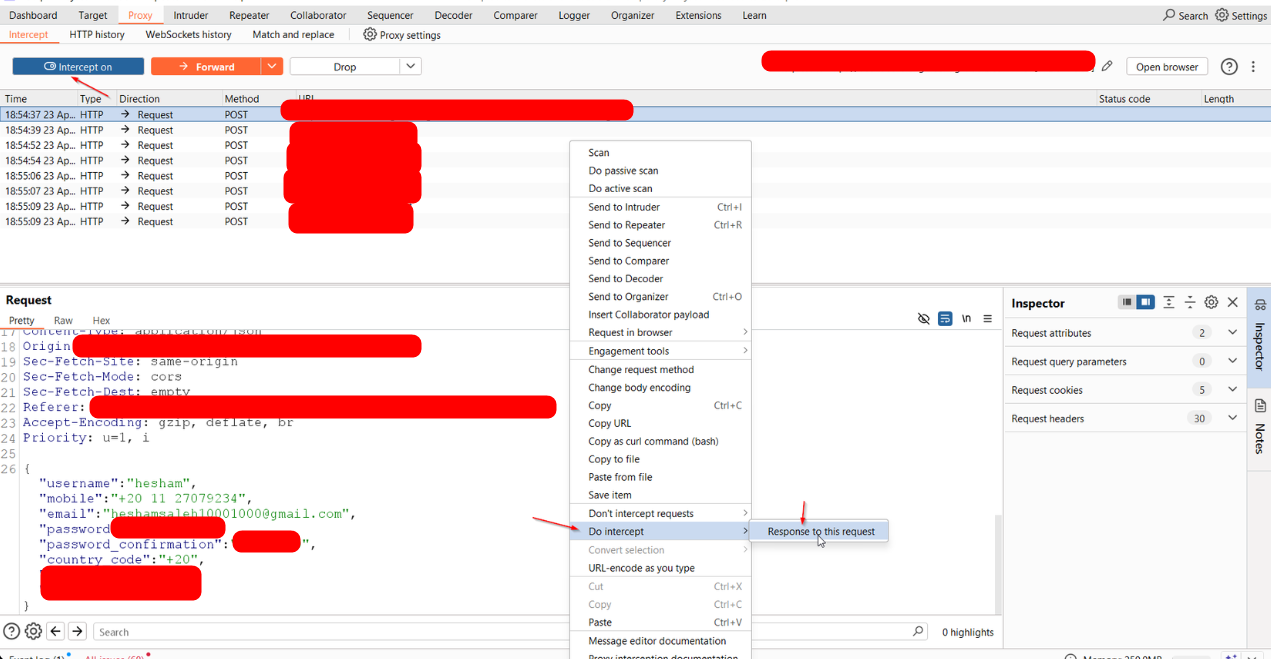 Dashboard Target Proxy Intruder Repeater Collaborator Sequencer Decoder Comparer Logger Organizer Extensions Learn Search Settings
Intercept HTTP history WebSockets history Match and replace Proxy settings
Intercept on Forward Drop Open browser
Time Type Direction Method URL Status code Length
18:54:37 23 Ap... HTTP Request POST
18:54:39 23 Ap... HTTP Request POST
18:54:52 23 Ap... HTTP Request POST
18:54:54 23 Ap... HTTP Request POST
18:55:06 23 Ap... HTTP Request POST
18:55:07 23 Ap... HTTP Request POST
18:55:09 23 Ap... HTTP Request POST
18:55:09 23 Ap... HTTP Request POST
Scan
Do passive scan
Do active scan
Send to Intruder Ctrl+I
Send to Repeater Ctrl+R
Send to Sequencer
Send to Comparer
Send to Decoder
Send to Organizer Ctrl+O
Insert Collaborator payload
Request in browser
Engagement tools
Change request method
Change body encoding
Copy Ctrl+C
Copy URL
Copy as curl command (bash)
Copy to file
Paste from file
Save item
Don't intercept requests
Do intercept
Response to this request
Convert selection
URL-encode as you type
Cut Ctrl+X
Copy Ctrl+C
Paste Ctrl+V
Message editor documentation
Proxy interception documentation
Request
Pretty Raw Hex
\n
17 Content-Type: application/json
18 Origin
19 Sec-Fetch-Site: same-origin
20 Sec-Fetch-Mode: cors
21 Sec-Fetch-Dest: empty
22 Referer:
23 Accept-Encoding: gzip, deflate, br
24 Priority: u=1, i
25
26 {
"username":"hesham",
"mobile":"+20 11 27079234",
"email":"heshamsaleh10001000@gmail.com",
"password
"password_confirmation":" ",
"country_code":"+20",
}
Search 0 highlights
Inspector
Request attributes 2
Request query parameters 0
Request cookies 5
Request headers 30
Inspector
Notes
Event log (1) All issues